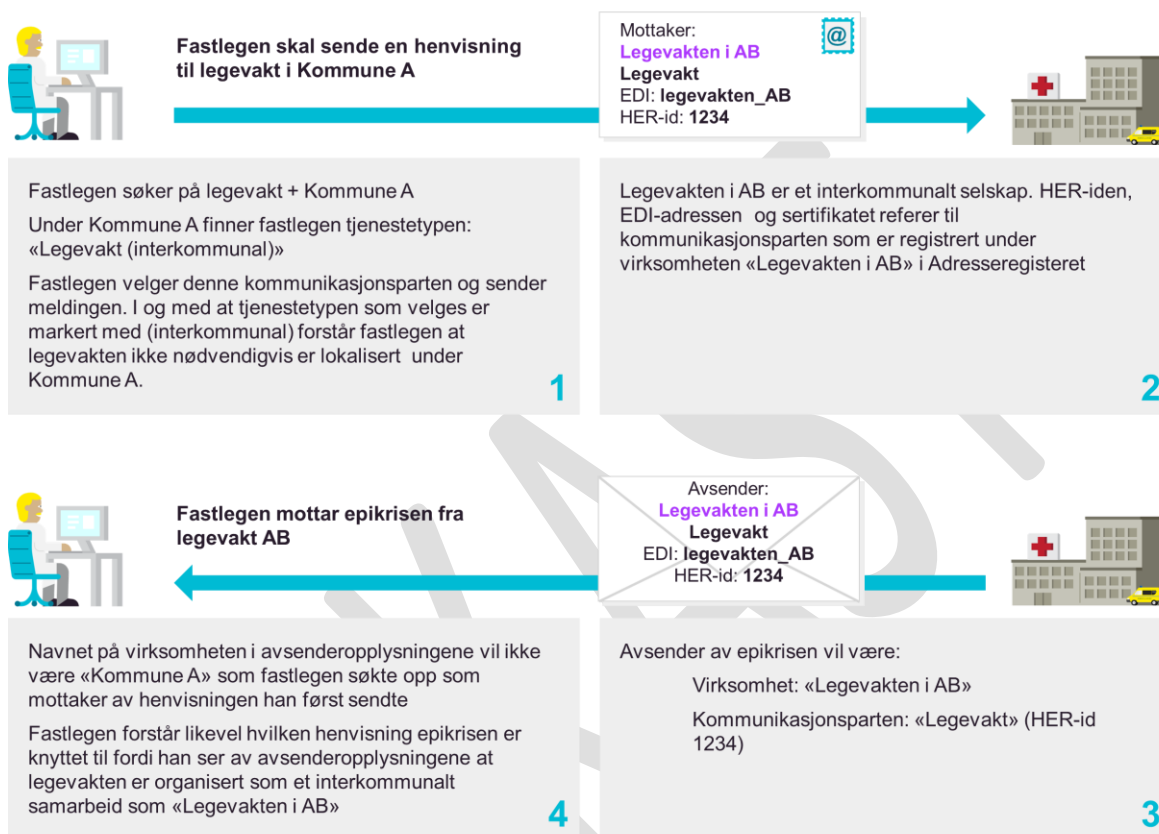 Fastlegen skal sende en henvisning
til legevakt i Kommune A
Mottaker:
@
Legevakten i AB
Legevakt
EDI: legevakten_AB
HER-id: 1234
Fastlegen søker på legevakt + Kommune A
Under Kommune A finner fastlegen tjenestetypen:
«Legevakt (interkommunal)»
Fastlegen velger denne kommunikasjonsparten og sender
meldingen. I og med at tjenestetypen som velges er
markert med (interkommunal) forstår fastlegen at
legevakten ikke nødvendigvis er lokalisert under
Kommune A.
1
Legevakten i AB er et interkommunalt selskap. HER-iden,
EDI-adressen og sertifikatet referer til
kommunikasjonsparten som er registrert under
virksomheten «Legevakten i AB» i Adresseregisteret
2
Fastlegen mottar epikrisen fra
legevakt AB
Avsender:
Legevakten i AB
Legevakt
EDI: legevakten_AB
HER-id: 1234
Navnet på virksomheten i avsenderopplysningene vil ikke
være «Kommune A» som fastlegen søkte opp som
mottaker av henvisningen han først sendte
Fastlegen forstår likevel hvilken henvisning epikrisen er
knyttet til fordi han ser av avsenderopplysningene at
legevakten er organisert som et interkommunalt
samarbeid som «Legevakten i AB»
4
Avsender av epikrisen vil være:
Virksomhet: «Legevakten i AB»
Kommunikasjonsparten: «Legevakt» (HER-id
1234)
3